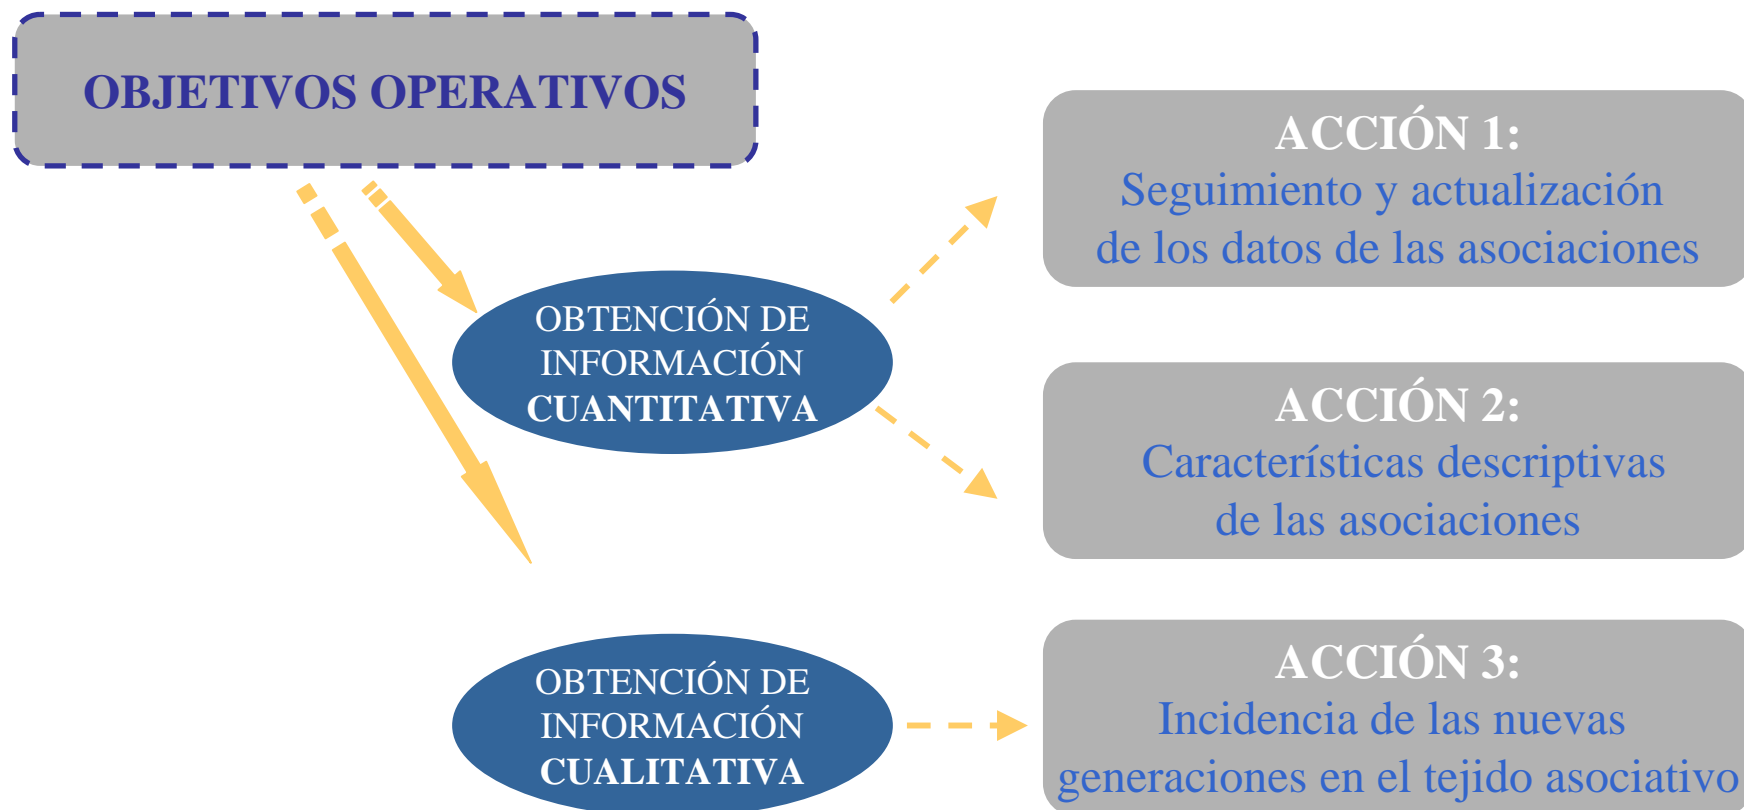 OBJETIVOS OPERATIVOS
OBTENCIÓN DE
INFORMACIÓN
CUANTITATIVA
ACCIÓN 1:
Seguimiento y actualización
de los datos de las asociaciones
ACCIÓN 2:
Características descriptivas
de las asociaciones
OBTENCIÓN DE
INFORMACIÓN
CUALITATIVA
ACCIÓN 3:
Incidencia de las nuevas
generaciones en el tejido asociativo